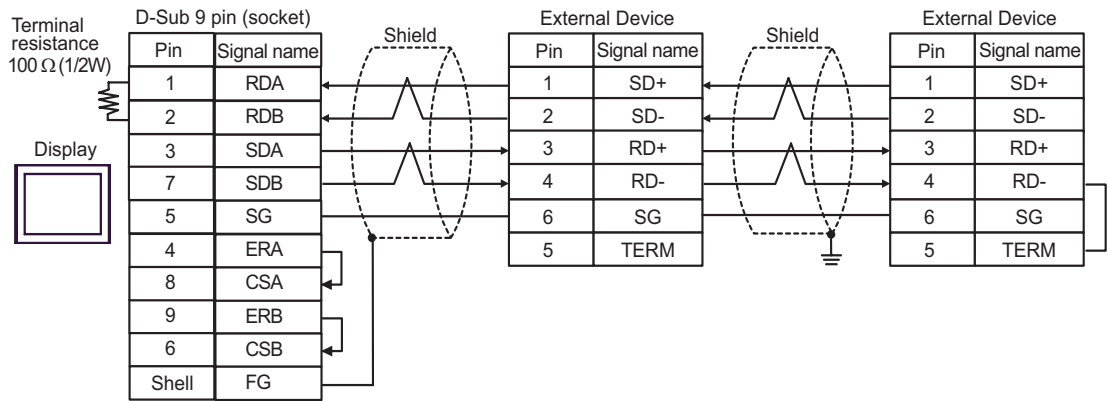 Terminal
resistance
100 Ω (1/2W)
Display
D-Sub 9 pin (socket)
Pin Signal name
1 RDA
2 RDB
3 SDA
7 SDB
5 SG
4 ERA
8 CSA
9 ERB
6 CSB
Shell FG
Shield
External Device
Pin Signal name
1 SD+
2 SD-
3 RD+
4 RD-
6 SG
5 TERM
Shield
External Device
Pin Signal name
1 SD+
2 SD-
3 RD+
4 RD-
6 SG
5 TERM